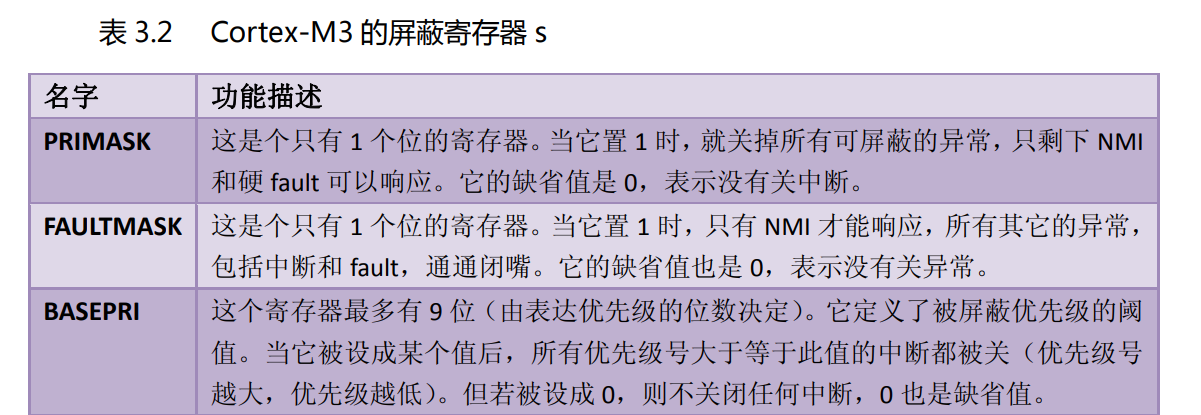 表 3.2 Cortex-M3 的屏蔽寄存器 s
名字 功能描述
PRIMASK 这是个只有 1 个位的寄存器。当它置 1 时，就关掉所有可屏蔽的异常，只剩下 NMI
和硬 fault 可以响应。它的缺省值是 0，表示没有关中断。
FAULTMASK 这是个只有 1 个位的寄存器。当它置 1 时，只有 NMI 才能响应，所有其它的异常，
包括中断和 fault，通通闭嘴。它的缺省值也是 0，表示没有关异常。
BASEPRI 这个寄存器最多有 9 位（由表达优先级的位数决定）。它定义了被屏蔽优先级的阈
值。当它被设成某个值后，所有优先级号大于等于此值的中断都被关（优先级号
越大，优先级越低）。但若被设成 0，则不关闭任何中断，0 也是缺省值。